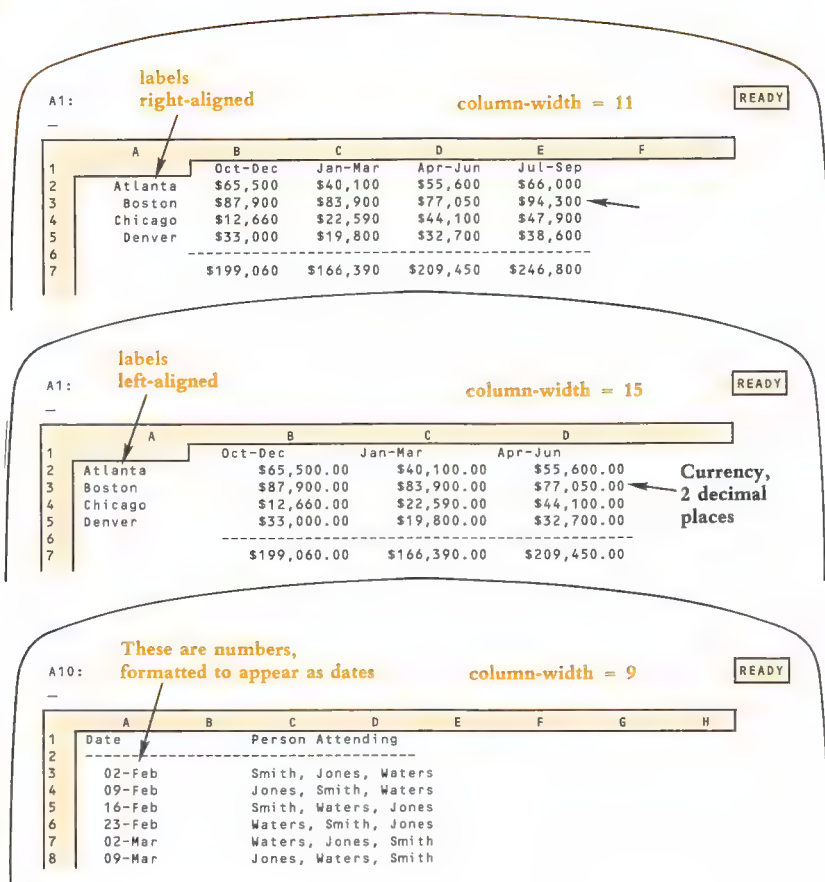 labels
right-aligned
column-width = 11
A1:
READY
A B C D E F
1 Oct-Dec Jan-Mar Apr-Jun Jul-Sep
2 Atlanta $65,500 $40,100 $55,600 $66,000
3 Boston $87,900 $83,900 $77,050 $94,300
4 Chicago $12,660 $22,590 $44,100 $47,900
5 Denver $33,000 $19,800 $32,700 $38,600
6 ----------------------------------------
7 $199,060 $166,390 $209,450 $246,800
labels
left-aligned
column-width = 15
A1:
READY
A B C D
1 Oct-Dec Jan-Mar Apr-Jun
2 Atlanta $65,500.00 $40,100.00 $55,600.00
3 Boston $87,900.00 $83,900.00 $77,050.00
4 Chicago $12,660.00 $22,590.00 $44,100.00
5 Denver $33,000.00 $19,800.00 $32,700.00
6 ----------------------------------------
7 $199,060.00 $166,390.00 $209,450.00
Currency,
2 decimal
places
These are numbers,
formatted to appear as dates
column-width = 9
A10:
READY
A B C D E F G H
1 Date Person Attending
2 ---------------------------------
3 02-Feb Smith, Jones, Waters
4 09-Feb Jones, Smith, Waters
5 16-Feb Smith, Waters, Jones
6 23-Feb Waters, Smith, Jones
7 02-Mar Waters, Jones, Smith
8 09-Mar Jones, Waters, Smith